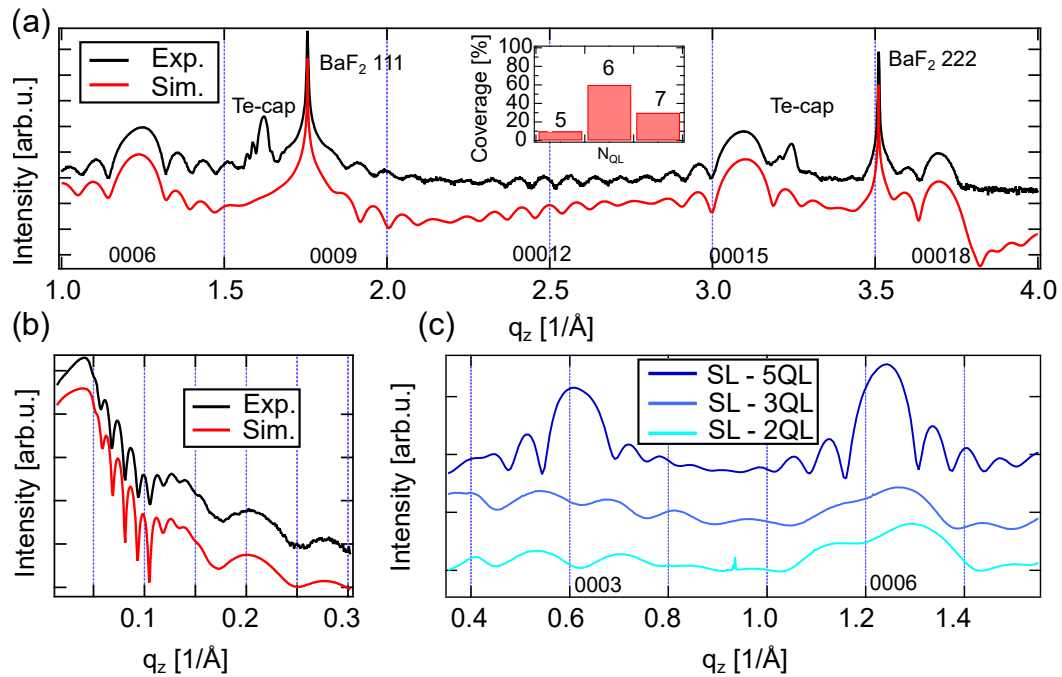 (a)
Exp.
Sim.
BaF₂ 111
Te-cap
Coverage [%]
100
80
60
40
20
0
5
6
7
N_QL
Te-cap
BaF₂ 222
Intensity [arb.u.]
0006
0009
00012
00015
00018
1.0
1.5
2.0
2.5
3.0
3.5
4.0
q_z [1/Å]
(b)
Exp.
Sim.
Intensity [arb.u.]
0.1
0.2
0.3
q_z [1/Å]
(c)
SL - 5QL
SL - 3QL
SL - 2QL
Intensity [arb.u.]
0003
0006
0.4
0.6
0.8
1.0
1.2
1.4
q_z [1/Å]